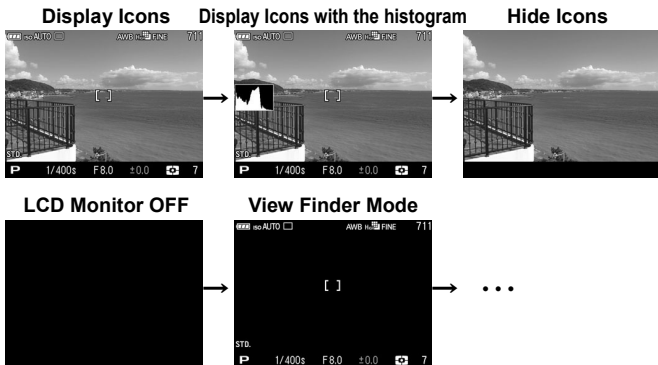 Display Icons
ISO AUTO AWB FINE 711
STD.
P 1/400s F8.0 ±0.0 7
Display Icons with the histogram
ISO AUTO AWB FINE 711
STD.
P 1/400s F8.0 ±0.0 7
Hide Icons
LCD Monitor OFF
View Finder Mode
ISO AUTO AWB FINE 711
STD.
P 1/400s F8.0 ±0.0 7
• • •